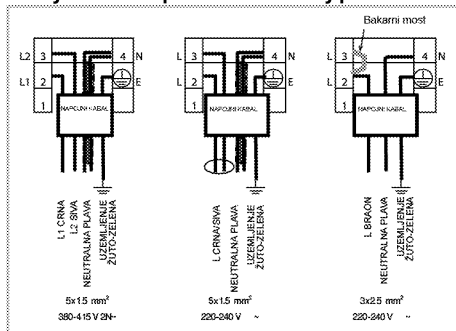 Bakarni most
L2 3 4 N
L1 2 E
1
NAPOJNI KABAL
L1 CRNA
L2 SIVA
NEUTRALNA PLAVA
UZEMLJENJE
ŽUTO-ZELENA
5x1.5 mm²
380-415 V 2N~
L 3 4 N
L 2 E
1
NAPOJNI KABAL
L CRNA/SIVA
NEUTRALNA PLAVA
UZEMLJENJE
ŽUTO-ZELENA
5x1.5 mm²
220-240 V ~
L 3 4 N
L 2 E
1
NAPOJNI KABAL
L BRAON
NEUTRALNA PLAVA
UZEMLJENJE
ŽUTO-ZELENA
3x2.5 mm²
220-240 V ~